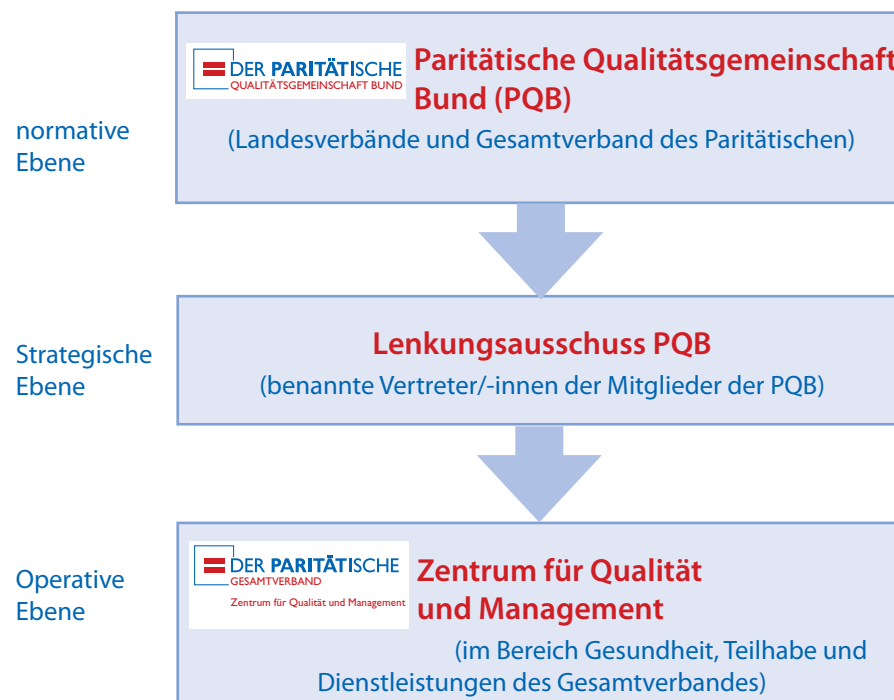 normative
Ebene
DER PARITÄTISCHE
QUALITÄTSGEMEINSCHAFT BUND
Paritätische Qualitätsgemeinschaft
Bund (PQB)
(Landesverbände und Gesamtverband des Paritätischen)
Strategische
Ebene
Lenkungsausschuss PQB
(benannte Vertreter/-innen der Mitglieder der PQB)
Operative
Ebene
DER PARITÄTISCHE
GESAMTVERBAND
Zentrum für Qualität und Management
Zentrum für Qualität
und Management
(im Bereich Gesundheit, Teilhabe und
Dienstleistungen des Gesamtverbandes)